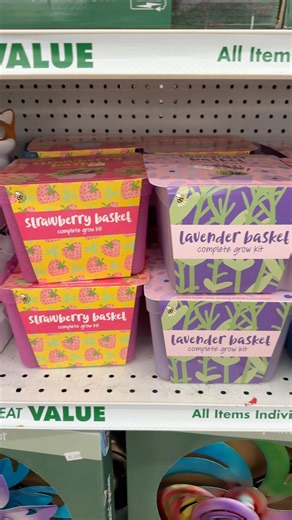 VALUE All Items
strawberry basket
complete grow kit
lavender basket
complete grow kit
strawberry basket
complete grow kit
lavender basket
complete grow kit
EAT VALUE All Items Indivi